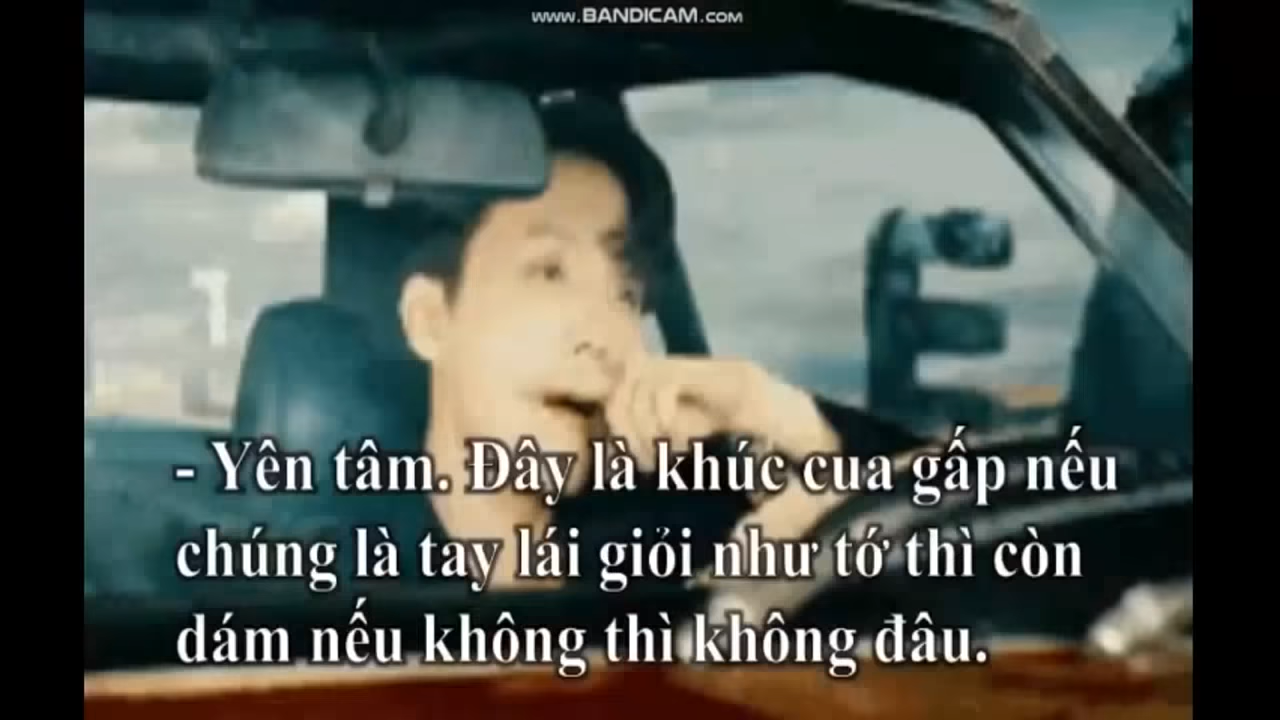 www.BANDICAM.com
- Yên tâm. Đây là khúc cua gấp nếu
chúng là tay lái giỏi như tớ thì còn
dám nếu không thì không đâu.